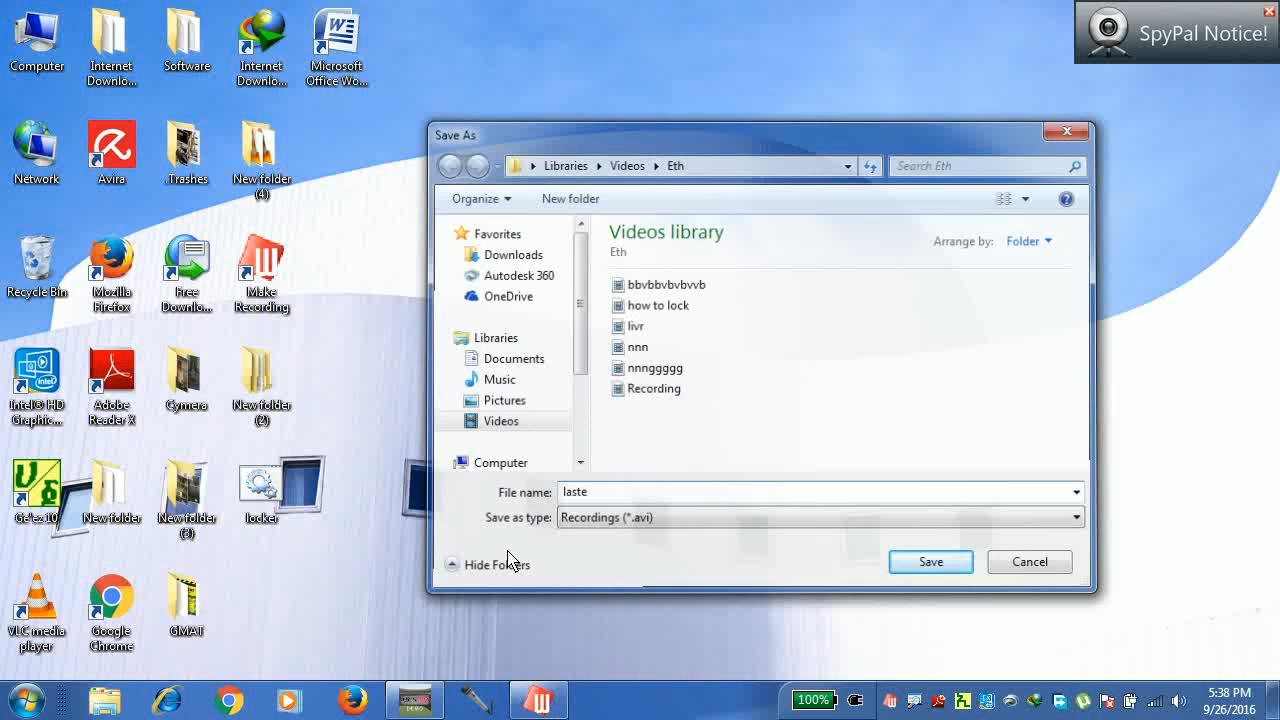 Computer
Internet
Downlo...
Software
Internet
Downlo...
Microsoft
Office Wo...
SpyPal Notice!
Network
Avira
.Trashes
New folder
(4)
Recycle Bin
Mozilla
Firefox
Free
Downlo...
Make
Recording
Intel® HD
Graphic...
Adobe
Reader X
Cymera
New folder
(2)
Ge'ez10
New folder
New folder
(3)
locker
VLC media
player
Google
Chrome
GMAT
Save As
Libraries
Videos
Eth
Search Eth
Organize
New folder
Favorites
Downloads
Autodesk 360
OneDrive
Libraries
Documents
Music
Pictures
Videos
Computer
Videos library
Eth
Arrange by: Folder
bbvbbvbvbvvb
how to lock
livr
nnn
nnnggggg
Recording
File name: laste
Save as type: Recordings (*.avi)
Hide Folders
Save
Cancel
DEMO
100%
5:38 PM
9/26/2016